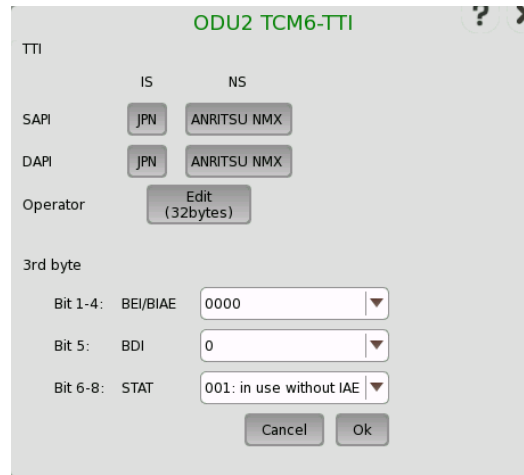 ODU2 TCM6-TTI ?
TTI
IS NS
SAPI JPN ANRITSU NMX
DAPI JPN ANRITSU NMX
Operator Edit
(32bytes)
3rd byte
Bit 1-4: BEI/BIAE 0000
Bit 5: BDI 0
Bit 6-8: STAT 001: in use without IAE
Cancel Ok